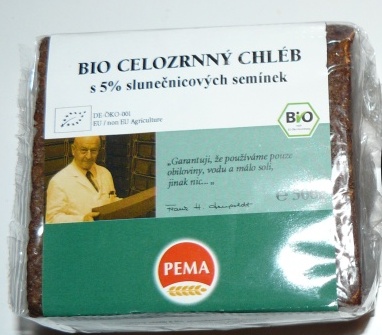 BIO CELOZRNNÝ CHLÉB
s 5% slunečnicových semínek
DE-ÖKO-001
EU / non EU Agriculture
BIO
„Garantuji, že používáme pouze
obiloviny, vodu a málo soli,
jinak nic...„
℮ 500g
PEMA